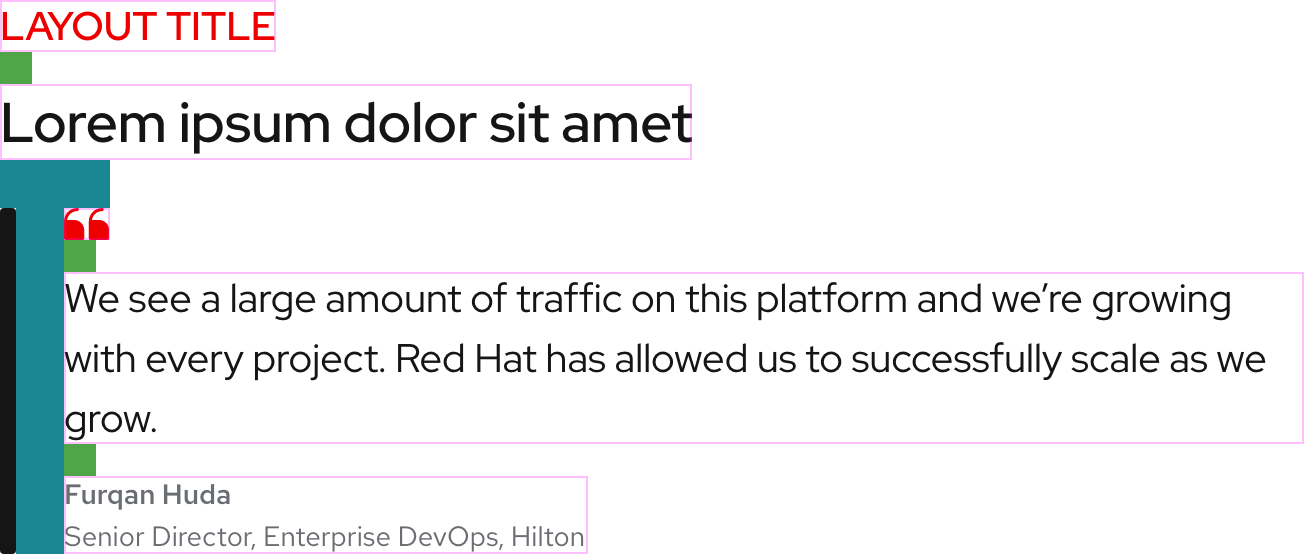 LAYOUT TITLE
Lorem ipsum dolor sit amet
“
We see a large amount of traffic on this platform and we’re growing
with every project. Red Hat has allowed us to successfully scale as we
grow.
Furqan Huda
Senior Director, Enterprise DevOps, Hilton